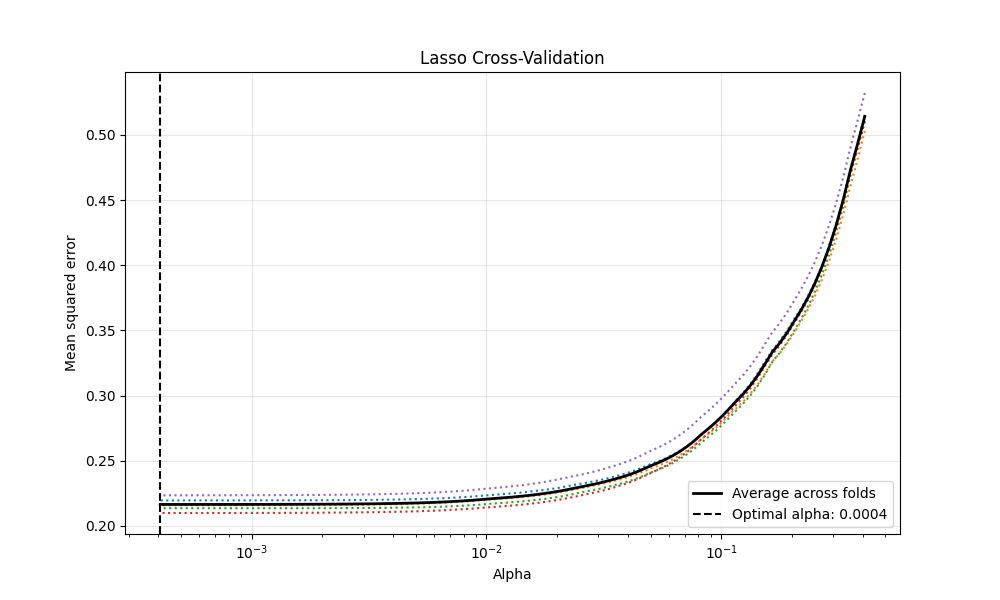 Lasso Cross-Validation
Mean squared error
0.50
0.45
0.40
0.35
0.30
0.25
0.20
Average across folds
Optimal alpha: 0.0004
10⁻³ 10⁻² 10⁻¹
Alpha